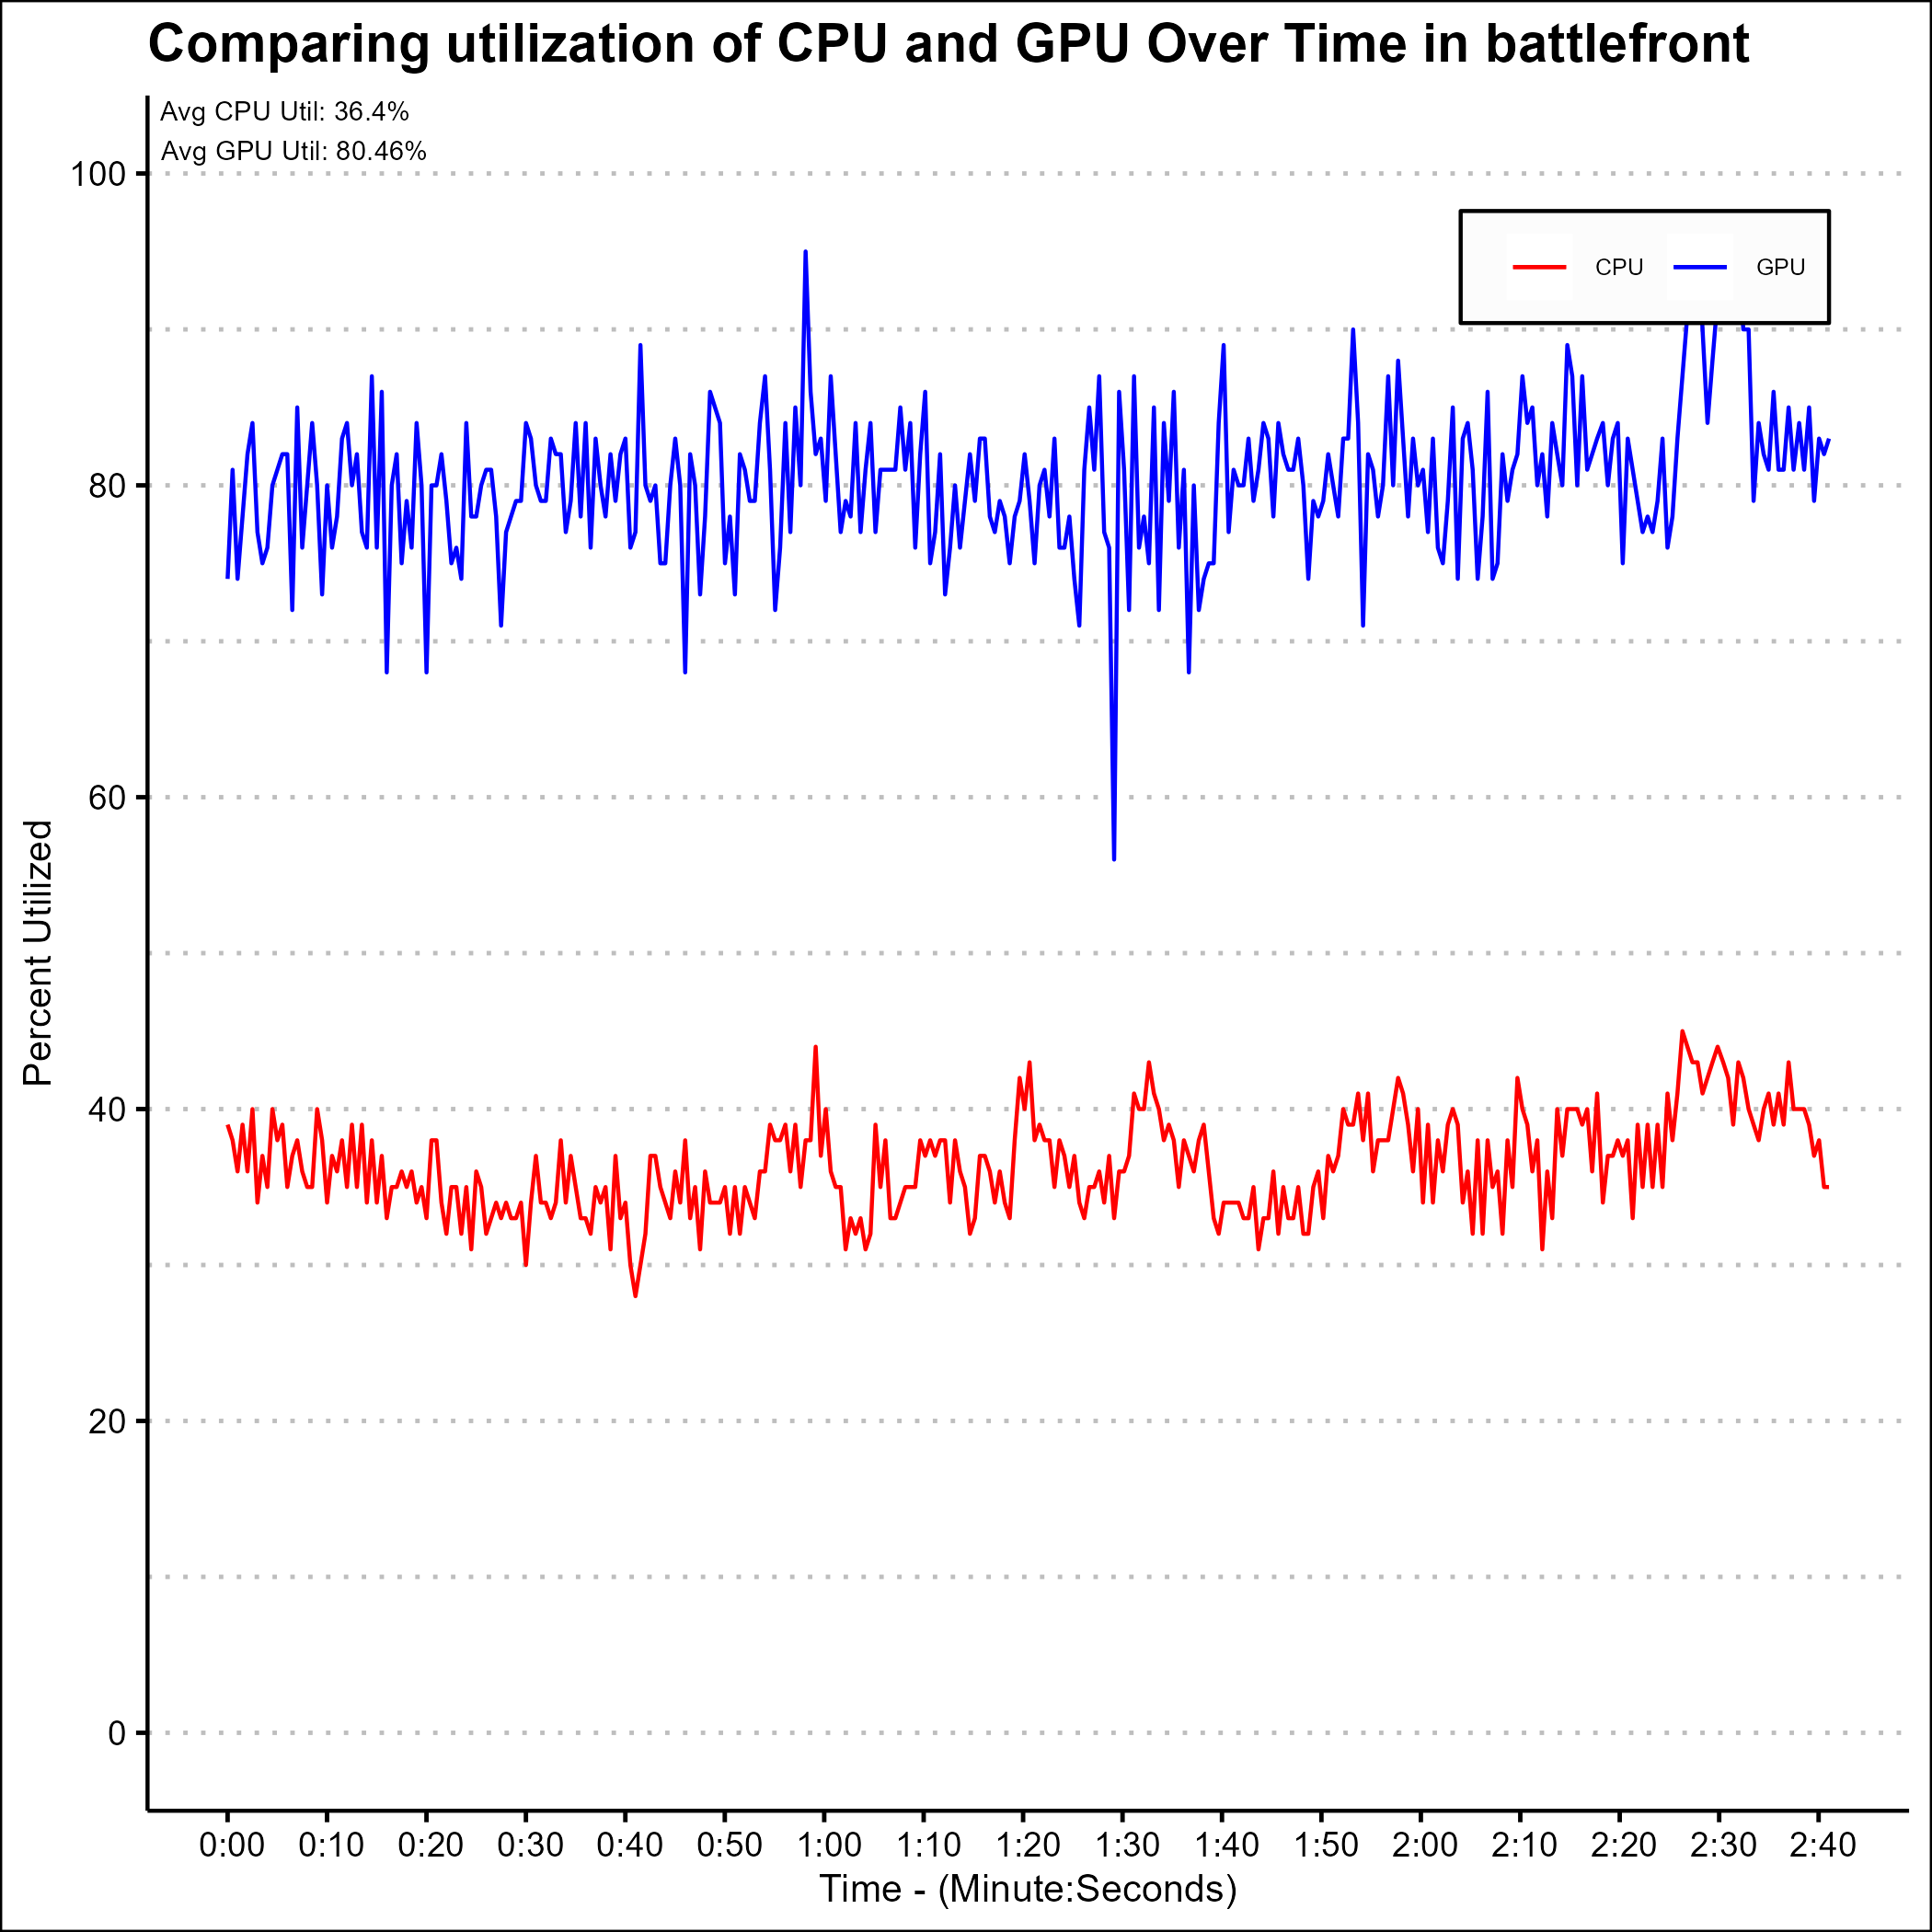 Comparing utilization of CPU and GPU Over Time in battlefront
Avg CPU Util: 36.4%
Avg GPU Util: 80.46%
CPU GPU
100
80
60
40
20
0
Percent Utilized
0:00 0:10 0:20 0:30 0:40 0:50 1:00 1:10 1:20 1:30 1:40 1:50 2:00 2:10 2:20 2:30 2:40
Time - (Minute:Seconds)